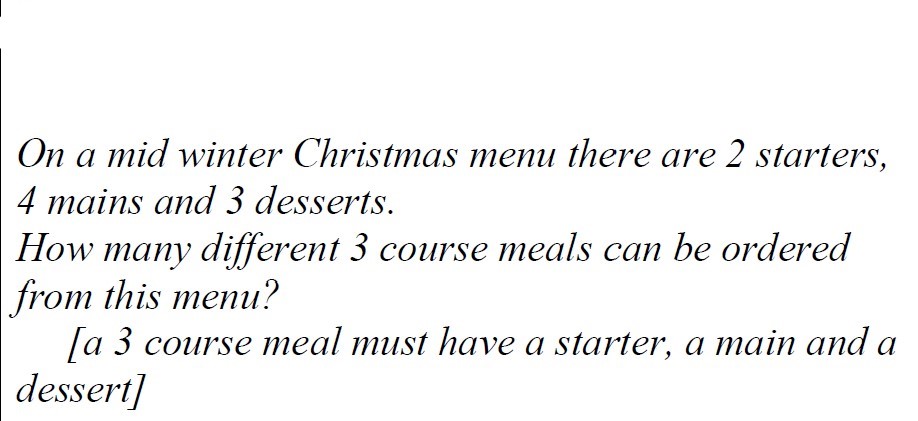 On a mid winter Christmas menu there are 2 starters,
4 mains and 3 desserts.
How many different 3 course meals can be ordered
from this menu?
[a 3 course meal must have a starter, a main and a
dessert]